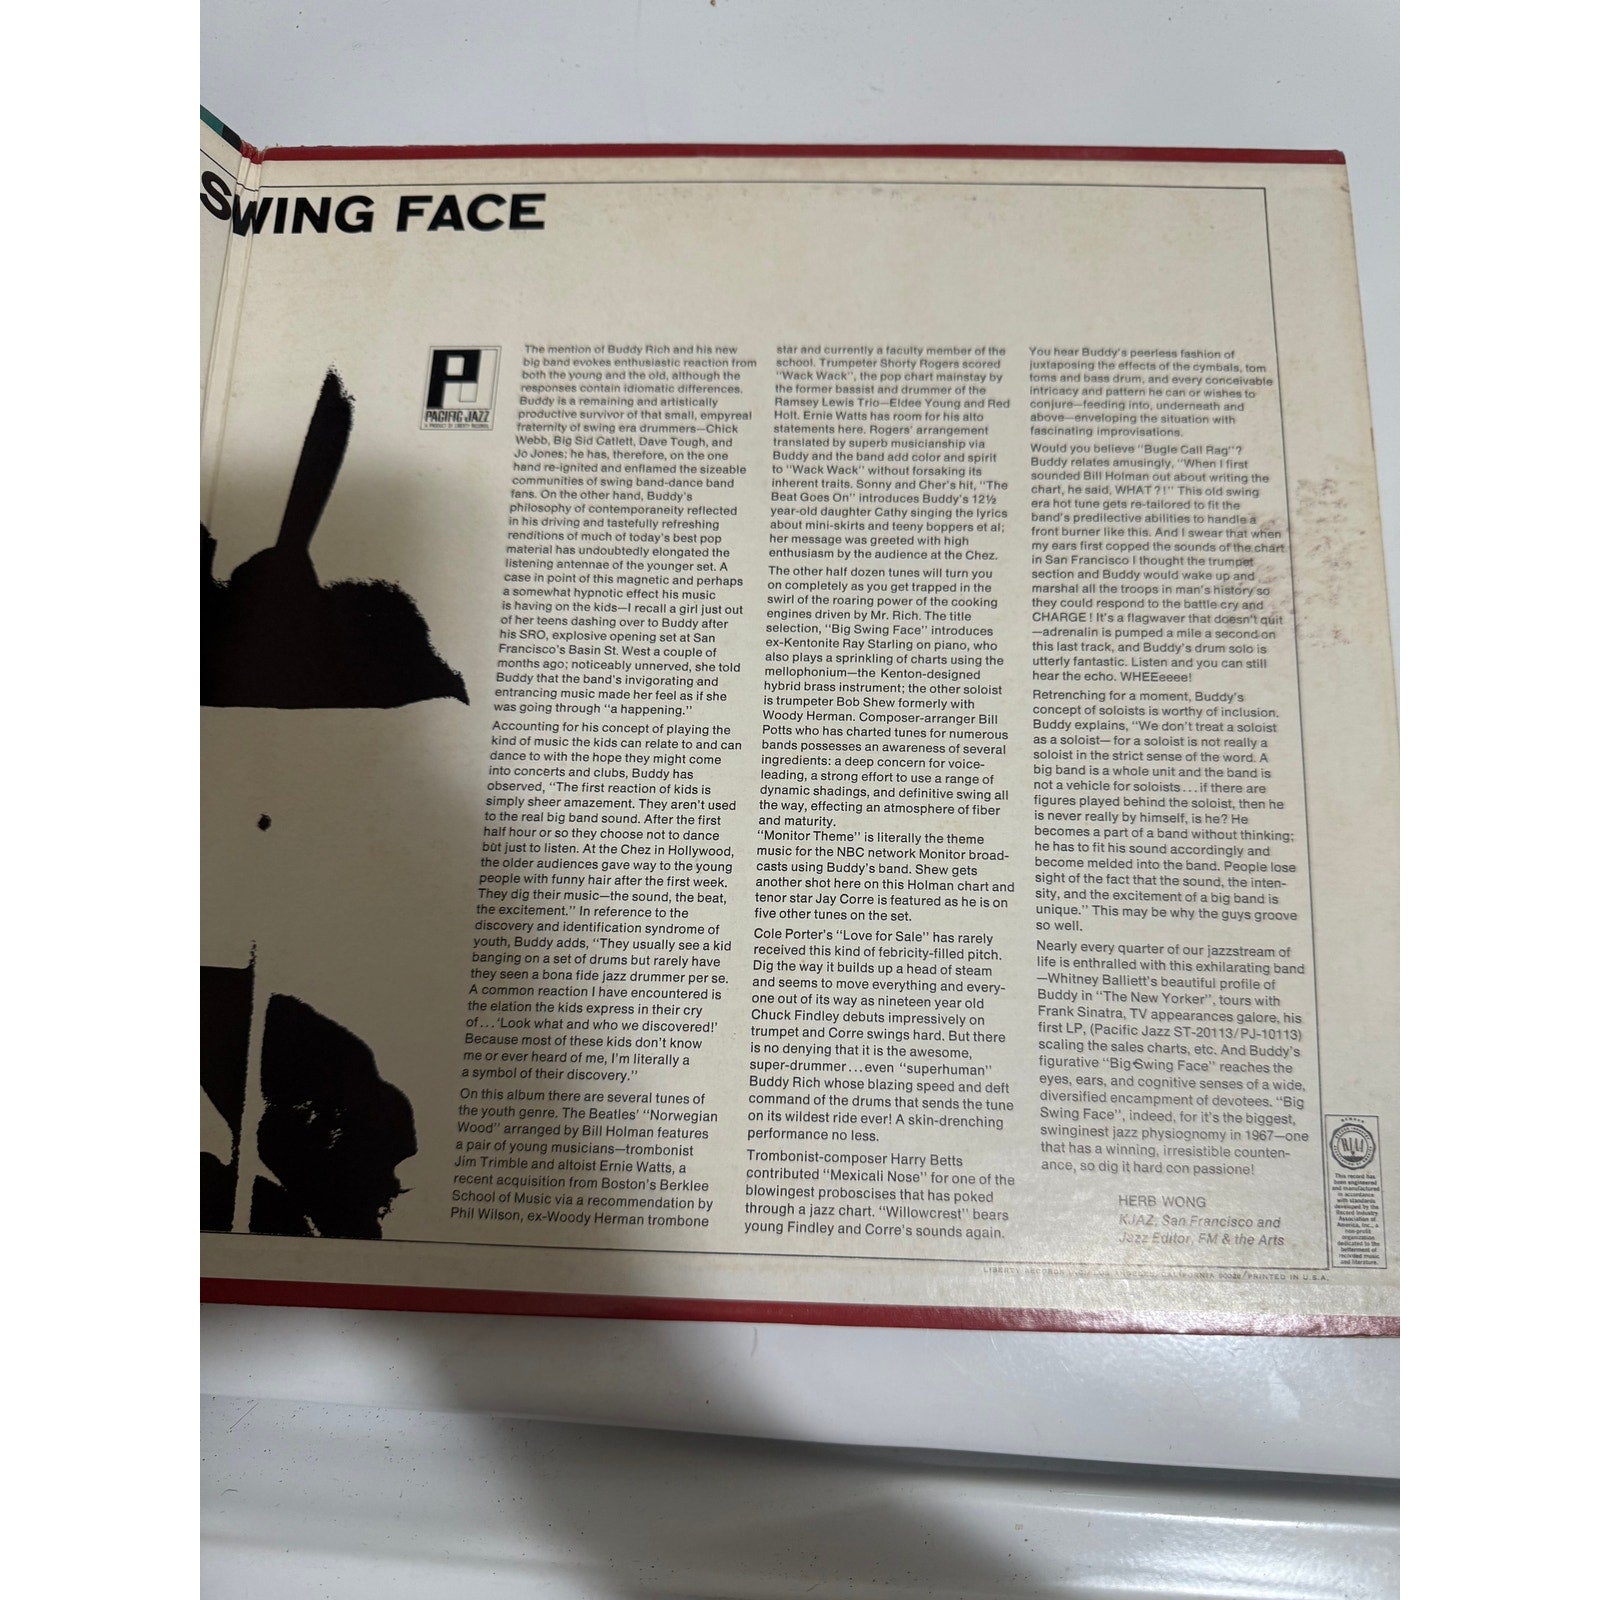 SWING FACE
PJ
PACIFIC JAZZ
A PRODUCT OF LIBERTY RECORDS
The mention of Buddy Rich and his new
big band evokes enthusiastic reaction from
both the young and the old, although the
responses contain idiomatic differences.
Buddy is a remaining and artistically
productive survivor of that small, empyreal
fraternity of swing era drummers—Chick
Webb, Big Sid Catlett, Dave Tough, and
Jo Jones; he has, therefore, on the one
hand re-ignited and enflamed the sizeable
communities of swing band-dance band
fans. On the other hand, Buddy's
philosophy of contemporaneity reflected
in his driving and tastefully refreshing
renditions of much of today's best pop
material has undoubtedly elongated the
listening antennae of the younger set. A
case in point of this magnetic and perhaps
a somewhat hypnotic effect his music
is having on the kids—I recall a girl just out
of her teens dashing over to Buddy after
his SRO, explosive opening set at San
Francisco's Basin St. West a couple of
months ago; noticeably unnerved, she told
Buddy that the band's invigorating and
entrancing music made her feel as if she
was going through "a happening."
Accounting for his concept of playing the
kind of music the kids can relate to and can
dance to with the hope they might come
into concerts and clubs, Buddy has
observed, "The first reaction of kids is
simply sheer amazement. They aren't used
to the real big band sound. After the first
half hour or so they choose not to dance
but just to listen. At the Chez in Hollywood,
the older audiences gave way to the young
people with funny hair after the first week.
They dig their music—the sound, the beat,
the excitement." In reference to the
discovery and identification syndrome of
youth, Buddy adds, "They usually see a kid
banging on a set of drums but rarely have
they seen a bona fide jazz drummer per se.
A common reaction I have encountered is
the elation the kids express in their cry
of...'Look what and who we discovered!'
Because most of these kids don't know
me or ever heard of me, I'm literally a
a symbol of their discovery."
On this album there are several tunes of
the youth genre. The Beatles' "Norwegian
Wood" arranged by Bill Holman features
a pair of young musicians—trombonist
Jim Trimble and altoist Ernie Watts, a
recent acquisition from Boston's Berklee
School of Music via a recommendation by
Phil Wilson, ex-Woody Herman trombone
star and currently a faculty member of the
school. Trumpeter Shorty Rogers scored
"Wack Wack", the pop chart mainstay by
the former bassist and drummer of the
Ramsey Lewis Trio—Eldee Young and Red
Holt. Ernie Watts has room for his alto
statements here. Rogers' arrangement
translated by superb musicianship via
Buddy and the band add color and spirit
to "Wack Wack" without forsaking its
inherent traits. Sonny and Cher's hit, "The
Beat Goes On" introduces Buddy's 12½
year-old daughter Cathy singing the lyrics
about mini-skirts and teeny boppers et al;
her message was greeted with high
enthusiasm by the audience at the Chez.
The other half dozen tunes will turn you
on completely as you get trapped in the
swirl of the roaring power of the cooking
engines driven by Mr. Rich. The title
selection, "Big Swing Face" introduces
ex-Kentonite Ray Starling on piano, who
also plays a sprinkling of charts using the
mellophonium—the Kenton-designed
hybrid brass instrument; the other soloist
is trumpeter Bob Shew formerly with
Woody Herman. Composer-arranger Bill
Potts who has charted tunes for numerous
bands possesses an awareness of several
ingredients: a deep concern for voice-
leading, a strong effort to use a range of
dynamic shadings, and definitive swing all
the way, effecting an atmosphere of fiber
and maturity.
"Monitor Theme" is literally the theme
music for the NBC network Monitor broad-
casts using Buddy's band. Shew gets
another shot here on this Holman chart and
tenor star Jay Corre is featured as he is on
five other tunes on the set.
Cole Porter's "Love for Sale" has rarely
received this kind of febricity-filled pitch.
Dig the way it builds up a head of steam
and seems to move everything and every-
one out of its way as nineteen year old
Chuck Findley debuts impressively on
trumpet and Corre swings hard. But there
is no denying that it is the awesome,
super-drummer...even "superhuman"
Buddy Rich whose blazing speed and deft
command of the drums that sends the tune
on its wildest ride ever! A skin-drenching
performance no less.
Trombonist-composer Harry Betts
contributed "Mexicali Nose" for one of the
blowingest proboscises that has poked
through a jazz chart. "Willowcrest" bears
young Findley and Corre's sounds again.
You hear Buddy's peerless fashion of
juxtaposing the effects of the cymbals, tom
toms and bass drum, and every conceivable
intricacy and pattern he can or wishes to
conjure—feeding into, underneath and
above—enveloping the situation with
fascinating improvisations.
Would you believe "Bugle Call Rag"?
Buddy relates amusingly, "When I first
sounded Bill Holman out about writing the
chart, he said, WHAT?!" This old swing
era hot tune gets re-tailored to fit the
band's predilective abilities to handle a
front burner like this. And I swear that when
my ears first copped the sounds of the chart
in San Francisco I thought the trumpet
section and Buddy would wake up and
marshal all the troops in man's history so
they could respond to the battle cry and
CHARGE! It's a flagwaver that doesn't quit
—adrenalin is pumped a mile a second on
this last track, and Buddy's drum solo is
utterly fantastic. Listen and you can still
hear the echo. WHEEeeee!
Retrenching for a moment, Buddy's
concept of soloists is worthy of inclusion.
Buddy explains, "We don't treat a soloist
as a soloist—for a soloist is not really a
soloist in the strict sense of the word. A
big band is a whole unit and the band is
not a vehicle for soloists...if there are
figures played behind the soloist, then he
is never really by himself, is he? He
becomes a part of a band without thinking;
he has to fit his sound accordingly and
become melded into the band. People lose
sight of the fact that the sound, the inten-
sity, and the excitement of a big band is
unique." This may be why the guys groove
so well.
Nearly every quarter of our jazzstream of
life is enthralled with this exhilarating band
—Whitney Balliett's beautiful profile of
Buddy in "The New Yorker", tours with
Frank Sinatra, TV appearances galore, his
first LP, (Pacific Jazz ST-20113/PJ-10113)
scaling the sales charts, etc. And Buddy's
figurative "Big Swing Face" reaches the
eyes, ears, and cognitive senses of a wide,
diversified encampment of devotees. "Big
Swing Face", indeed, for it's the biggest,
swinginest jazz physiognomy in 1967—one
that has a winning, irresistible counten-
ance, so dig it hard con passione!
HERB WONG
KJAZ, San Francisco and
Jazz Editor, FM & the Arts
This record has
been engineered
and manufactured
in accordance
with standards
developed by the
Record Industry
Association of
America, Inc., a
non-profit
organization
dedicated to the
betterment of
recorded music
and literature.
LIBERTY RECORDS CALIFORNIA 90028/PRINTED IN U.S.A.